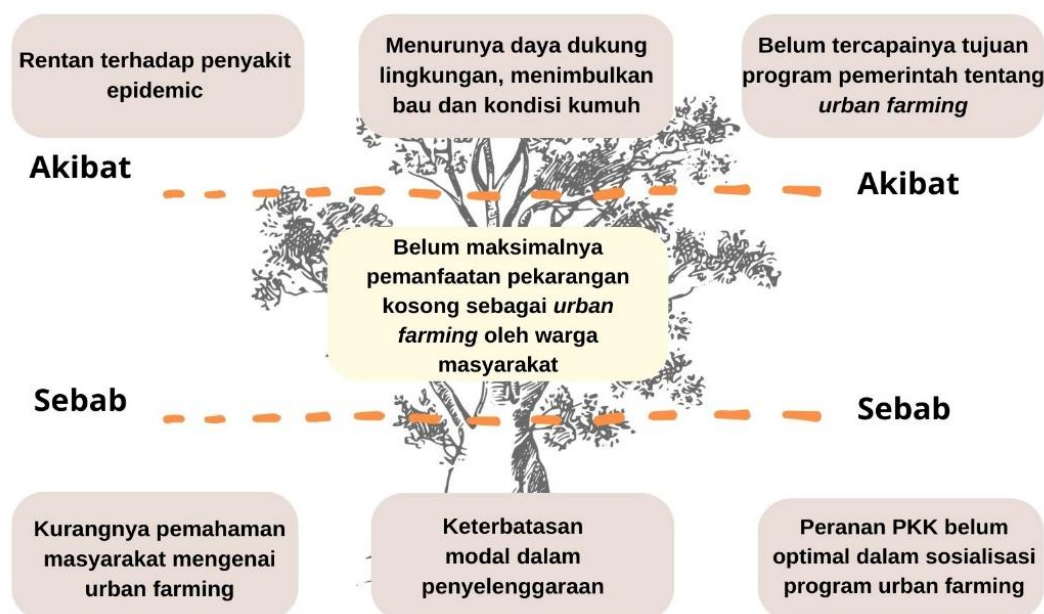 Rentan terhadap penyakit
epidemic
Menurunya daya dukung
lingkungan, menimbulkan
bau dan kondisi kumuh
Belum tercapainya tujuan
program pemerintah tentang
urban farming
Akibat
Akibat
Belum maksimalnya
pemanfaatan pekarangan
kosong sebagai urban
farming oleh warga
masyarakat
Sebab
Sebab
Kurangnya pemahaman
masyarakat mengenai
urban farming
Keterbatasan
modal dalam
penyelenggaraan
Peranan PKK belum
optimal dalam sosialisasi
program urban farming